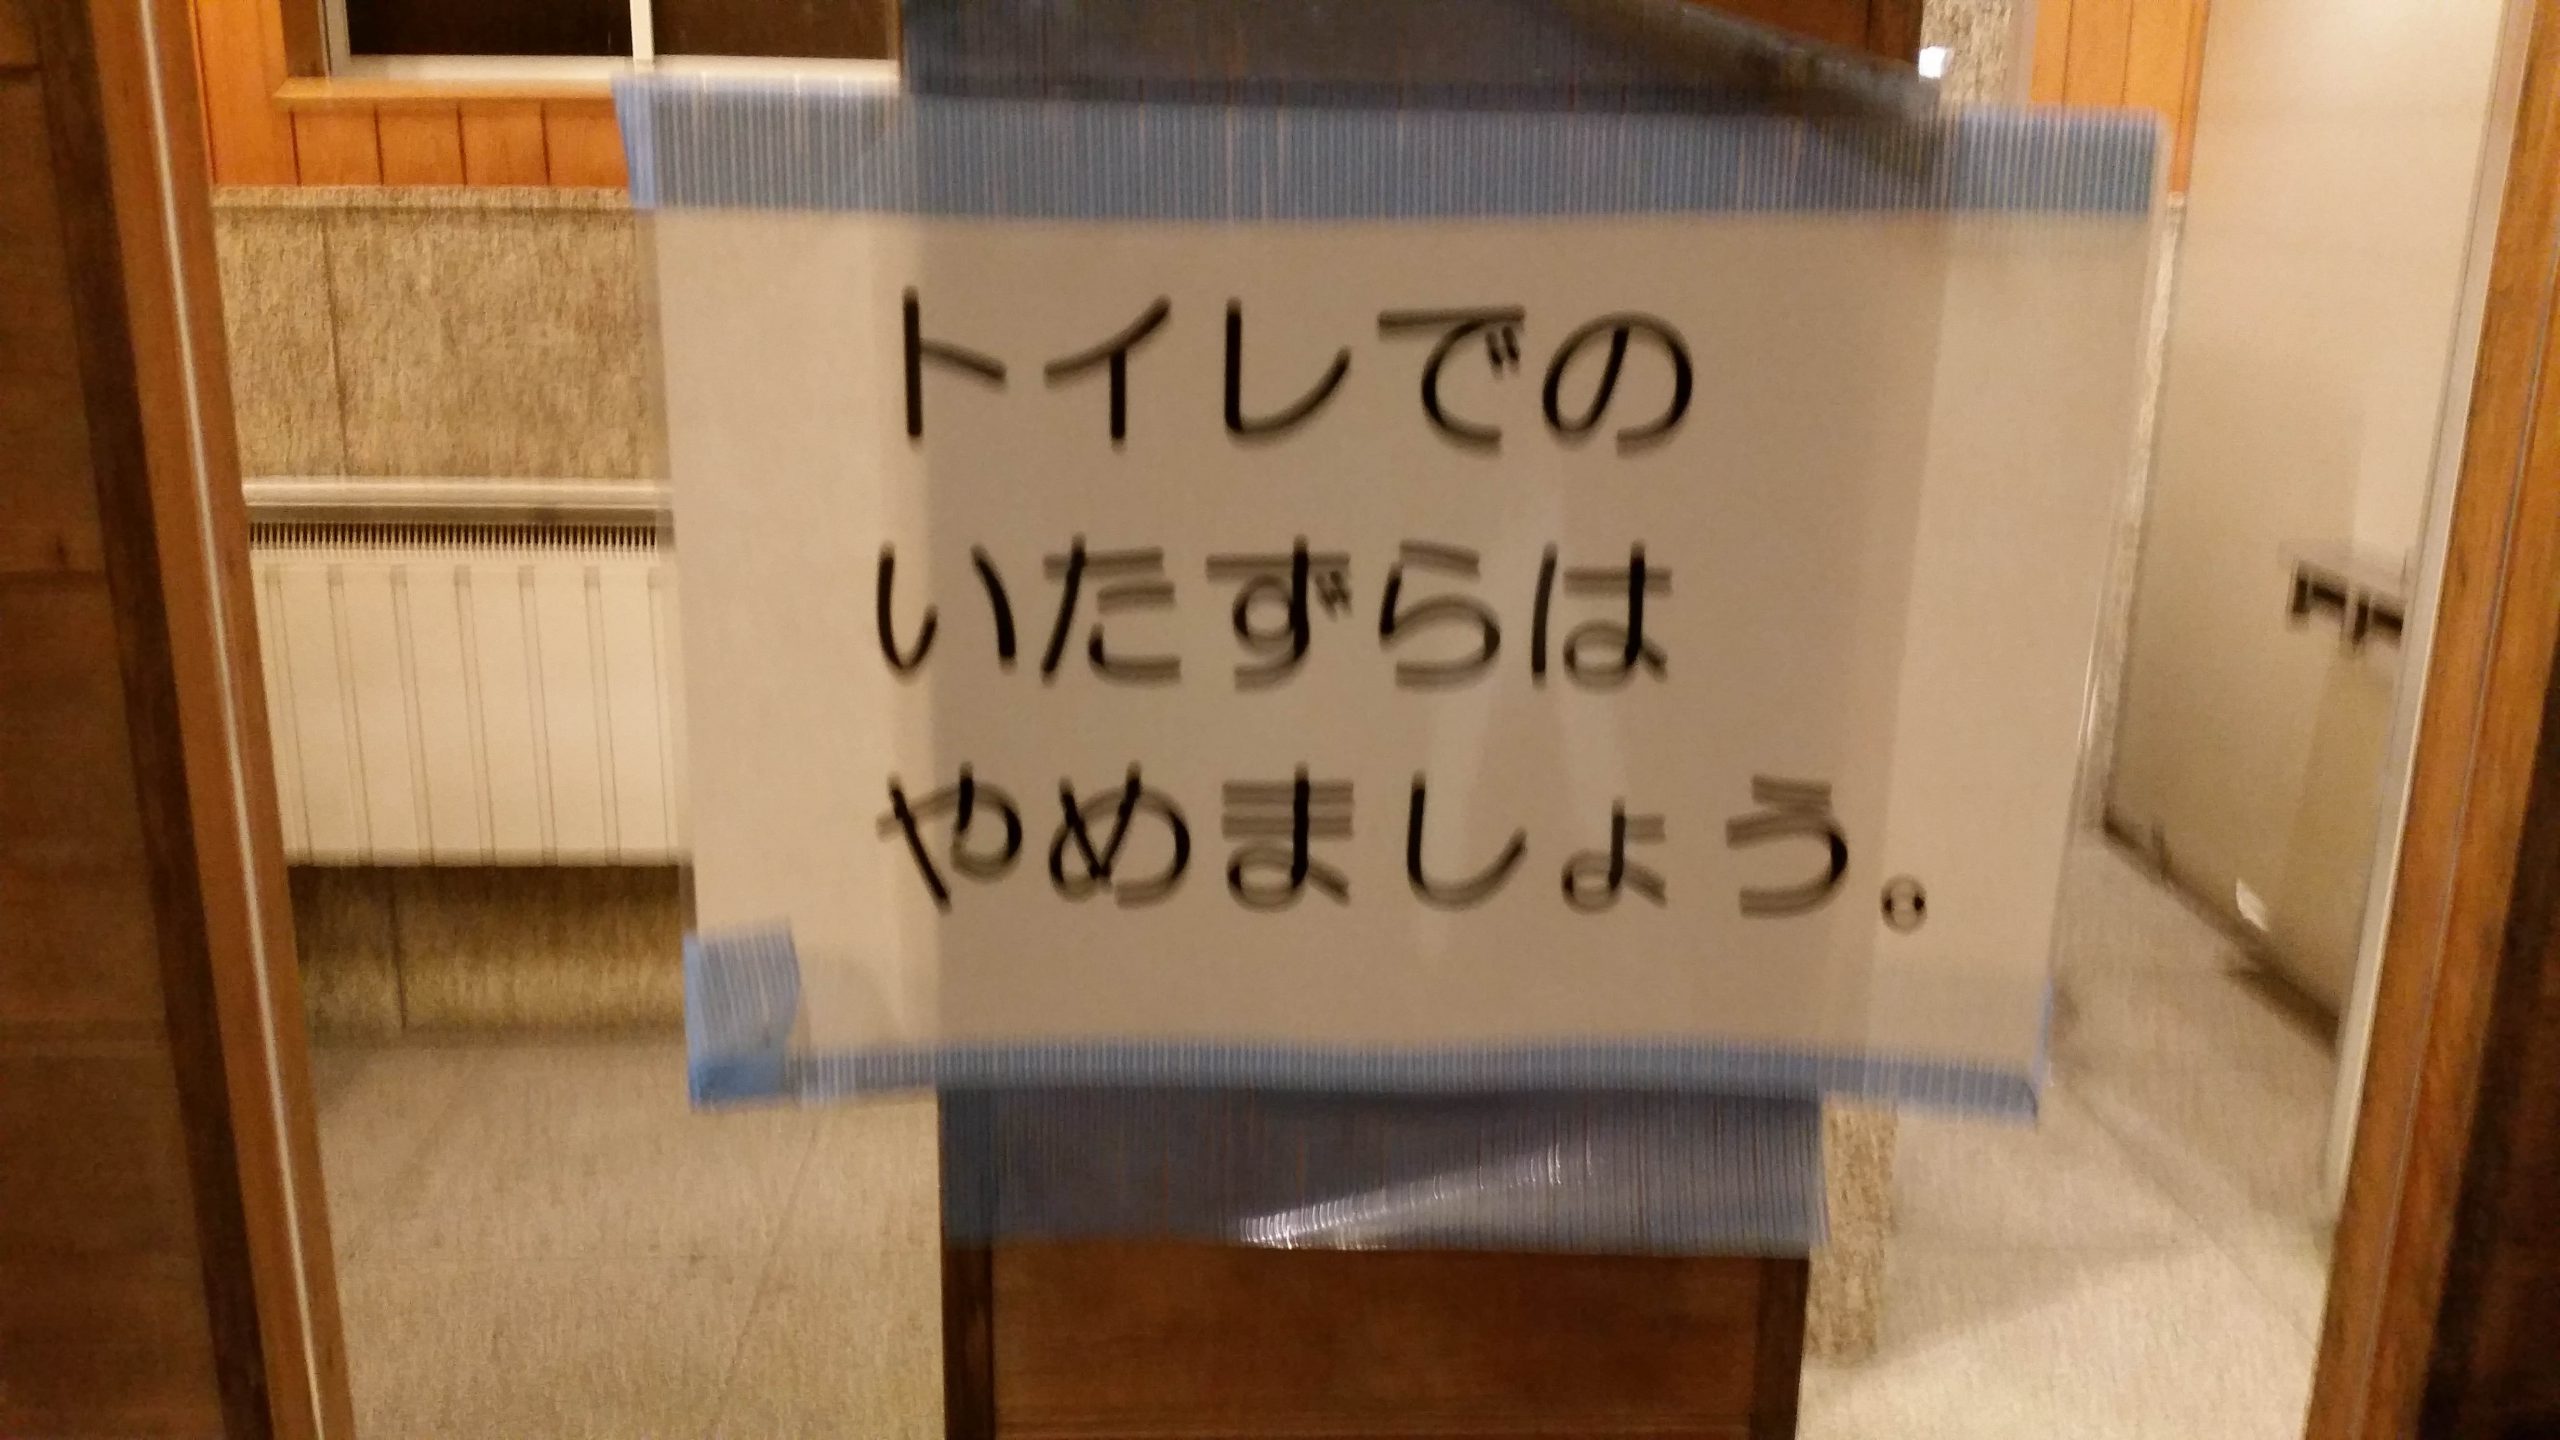 トイレでの
いたずらは
やめましょう。